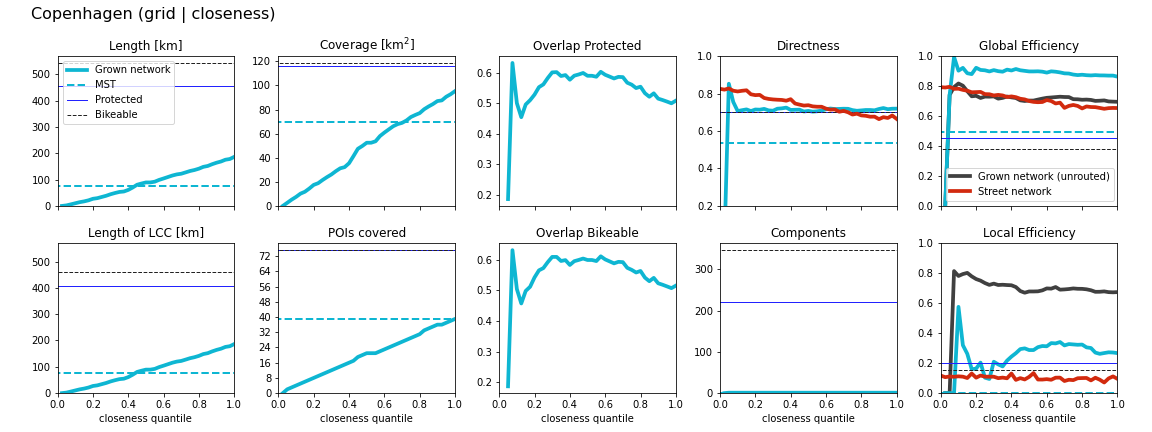 Copenhagen (grid | closeness)
Length [km]
Coverage [km²]
Overlap Protected
Directness
Global Efficiency
500
400
300
200
100
0
Grown network
MST
Protected
Bikeable
120
100
80
60
40
20
0
0.6
0.5
0.4
0.3
0.2
1.0
0.8
0.6
0.4
0.2
1.0
0.8
0.6
0.4
0.2
0.0
Grown network (unrouted)
Street network
Length of LCC [km]
POIs covered
Overlap Bikeable
Components
Local Efficiency
500
400
300
200
100
0
0.0 0.2 0.4 0.6 0.8 1.0
closeness quantile
72
64
56
48
40
32
24
16
8
0
0.0 0.2 0.4 0.6 0.8 1.0
closeness quantile
0.6
0.5
0.4
0.3
0.2
0.0 0.2 0.4 0.6 0.8 1.0
closeness quantile
300
200
100
0
0.0 0.2 0.4 0.6 0.8 1.0
closeness quantile
1.0
0.8
0.6
0.4
0.2
0.0
0.0 0.2 0.4 0.6 0.8 1.0
closeness quantile